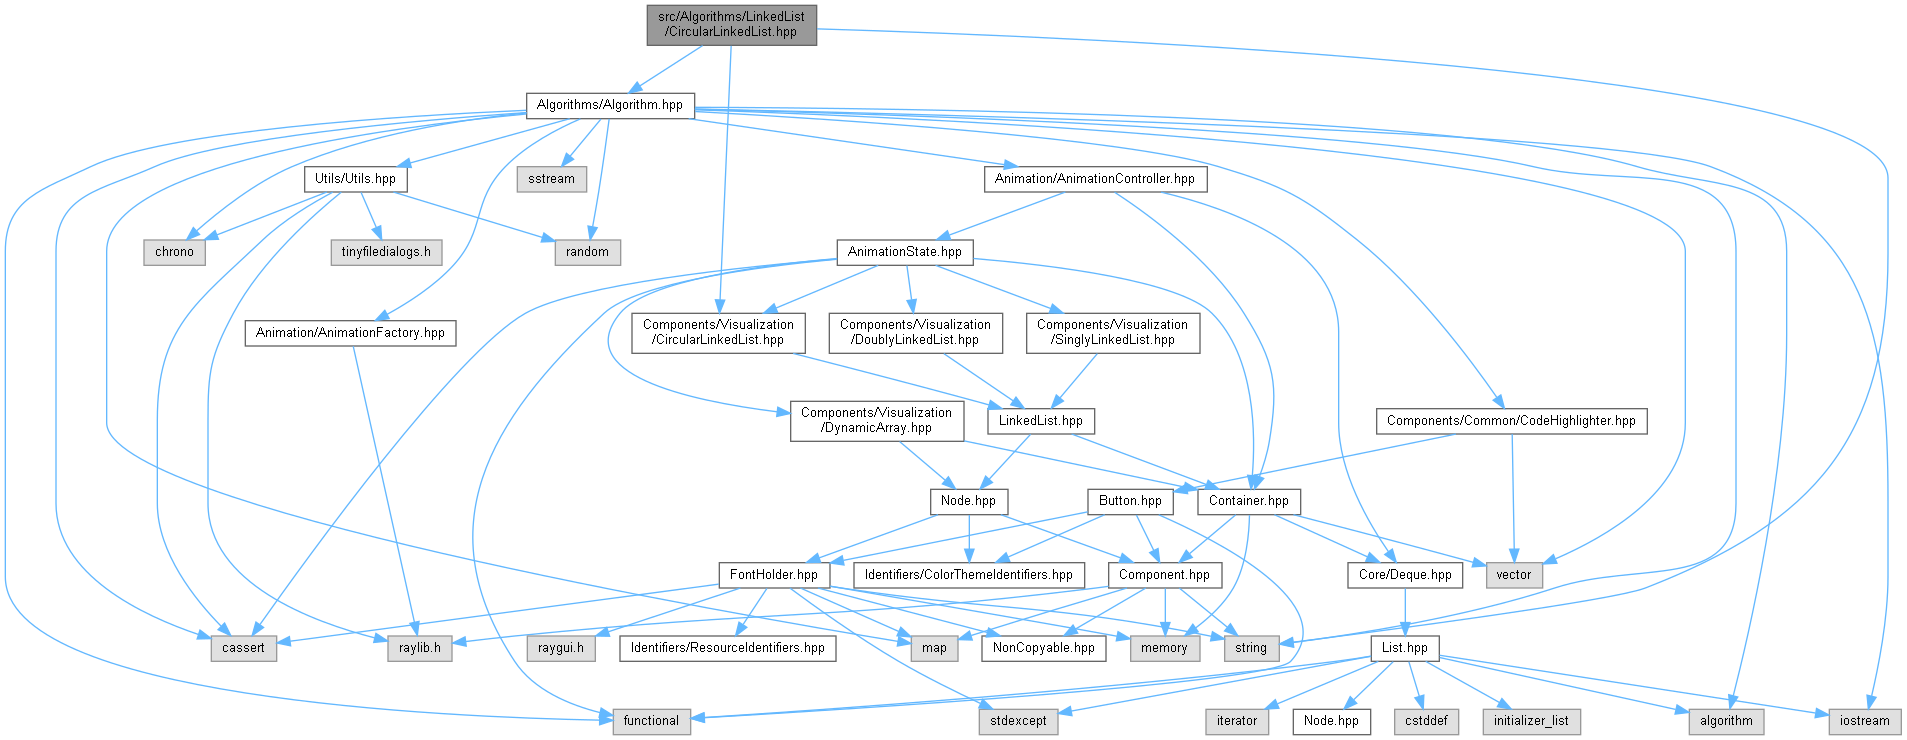 src/Algorithms/LinkedList
/CircularLinkedList.hpp
Algorithms/Algorithm.hpp
Utils/Utils.hpp
sstream
Animation/AnimationController.hpp
chrono
tinyfiledialogs.h
random
AnimationState.hpp
Animation/AnimationFactory.hpp
Components/Visualization
/CircularLinkedList.hpp
Components/Visualization
/DoublyLinkedList.hpp
Components/Visualization
/SinglyLinkedList.hpp
Components/Visualization
/DynamicArray.hpp
LinkedList.hpp
Components/Common/CodeHighlighter.hpp
Node.hpp
Button.hpp
Container.hpp
FontHolder.hpp
Identifiers/ColorThemeIdentifiers.hpp
Component.hpp
Core/Deque.hpp
vector
cassert
raylib.h
raygui.h
Identifiers/ResourceIdentifiers.hpp
map
NonCopyable.hpp
memory
string
List.hpp
functional
stdexcept
iterator
Node.hpp
cstddef
initializer_list
algorithm
iostream